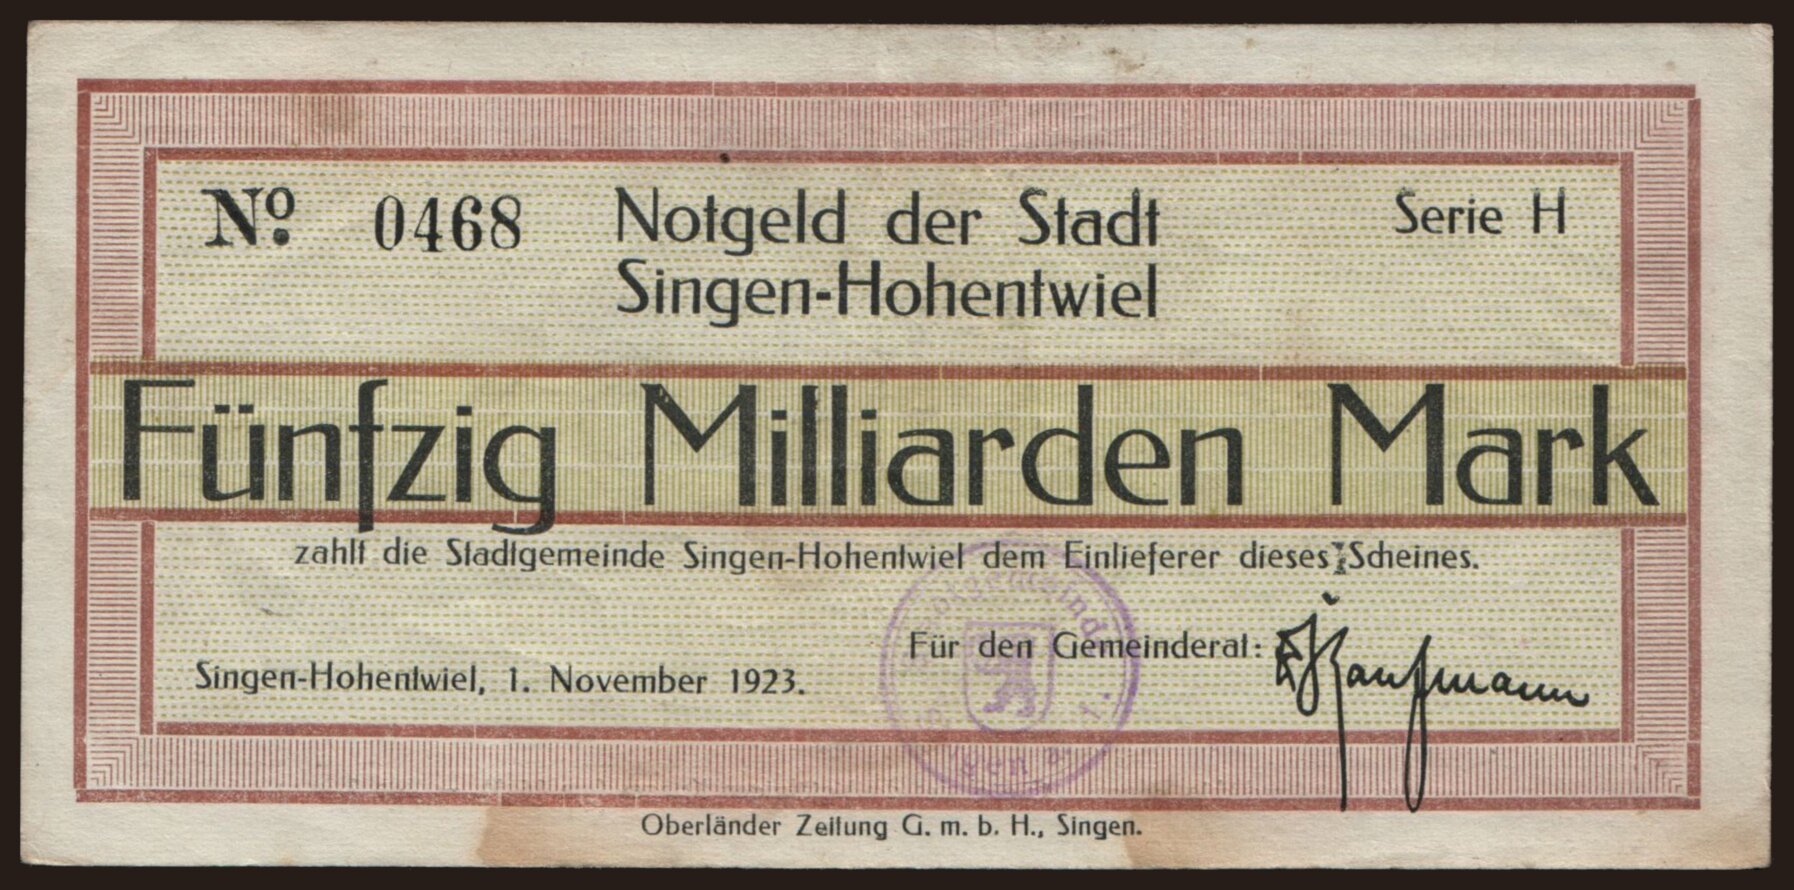 Nº 0468 Notgeld der Stadt Serie H
Singen-Hohentwiel
Fünfzig Milliarden Mark
zahlt die Stadtgemeinde Singen-Hohentwiel dem Einlieferer dieses Scheines.
Für den Gemeinderat: Kaufmann
Singen-Hohentwiel, 1. November 1923.
Oberländer Zeitung G. m. b. H., Singen.